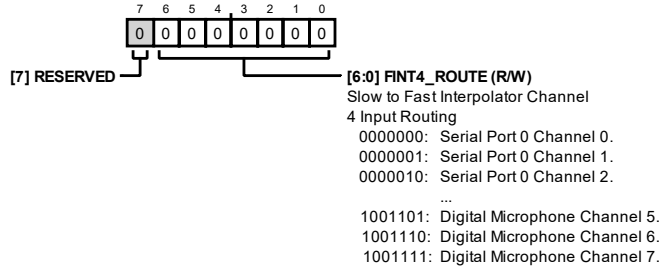 7 6 5 4 3 2 1 0
0 0 0 0 0 0 0 0
[7] RESERVED
[6:0] FINT4_ROUTE (R/W)
Slow to Fast Interpolator Channel
4 Input Routing
0000000: Serial Port 0 Channel 0.
0000001: Serial Port 0 Channel 1.
0000010: Serial Port 0 Channel 2.
...
1001101: Digital Microphone Channel 5.
1001110: Digital Microphone Channel 6.
1001111: Digital Microphone Channel 7.